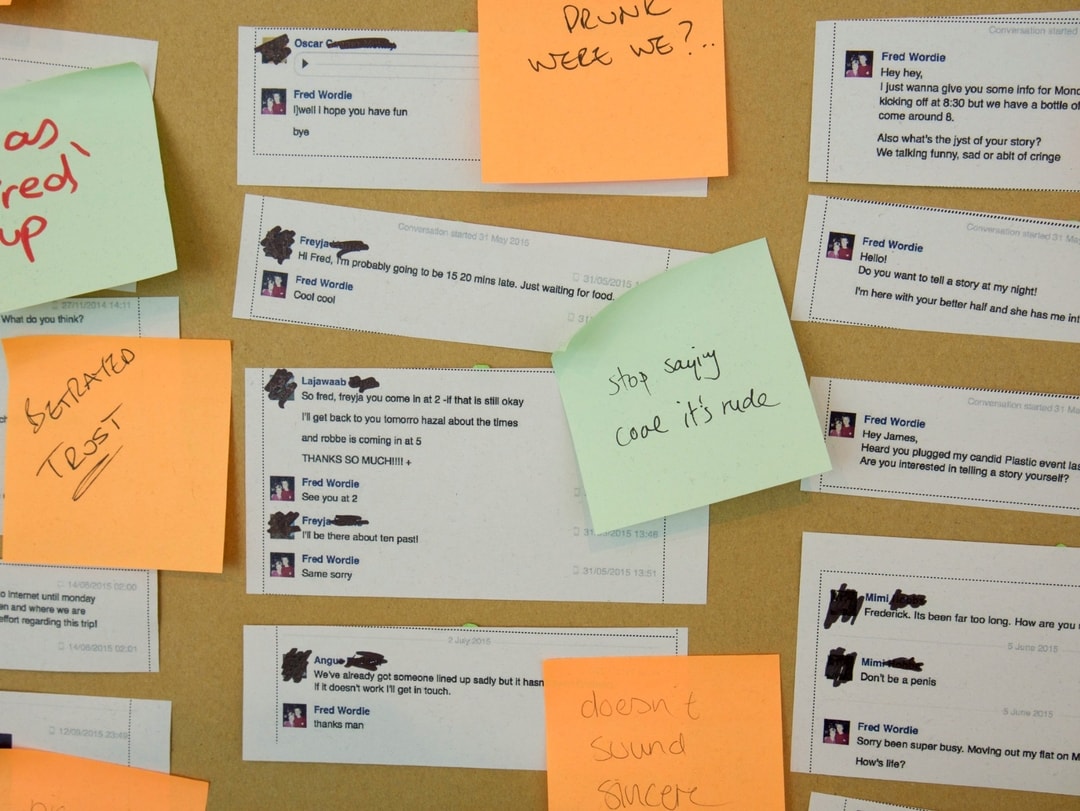 as
red
up
27/11/2014 14:11
What do you think?
BETRAYED
TRUST
14/08/2015 02:00
o internet until monday
en and where we are
effort regarding this trip!
14/08/2015 02:01
12/08/2015 23:49
Oscar
Fred Wordie
I]well I hope you have fun
bye
DRUNK
WERE WE?..
Conversation started 31 May 2015
Freyja
Hi Fred, I'm probably going to be 15 20 mins late. Just waiting for food.
31/05/2015 1
Fred Wordie
Cool cool
31
Lajawaab
So fred, freyja you come in at 2 -if that is still okay
I'll get back to you tomorro hazal about the times
and robbe is coming in at 5
THANKS SO MUCH!!!! +
Fred Wordie
See you at 2
Freyja
I'll be there about ten past!
31/05/2015 13:46
Fred Wordie
Same sorry
31/05/2015 13:51
stop saying
cool it's rude
2 July 2015
Angu
We've already got someone lined up sadly but it hasn
If it doesn't work I'll get in touch.
Fred Wordie
thanks man
doesn't
sound
sincere
Conversation started
Fred Wordie
Hey hey,
I just wanna give you some info for Mond
kicking off at 8:30 but we have a bottle of
come around 8.
Also what's the jyst of your story?
We talking funny, sad or abit of cringe
Conversation started 31 Ma
Fred Wordie
Hello!
Do you want to tell a story at my night!
I'm here with your better half and she has me int
Conversation started 31 Ma
Fred Wordie
Hey James,
Heard you plugged my candid Plastic event las
Are you interested in telling a story yourself?
Mimi
Frederick. Its been far too long. How are you
5 June 2015
Mimi
Don't be a penis
5 June 2015
Fred Wordie
Sorry been super busy. Moving out my flat on M
How's life?